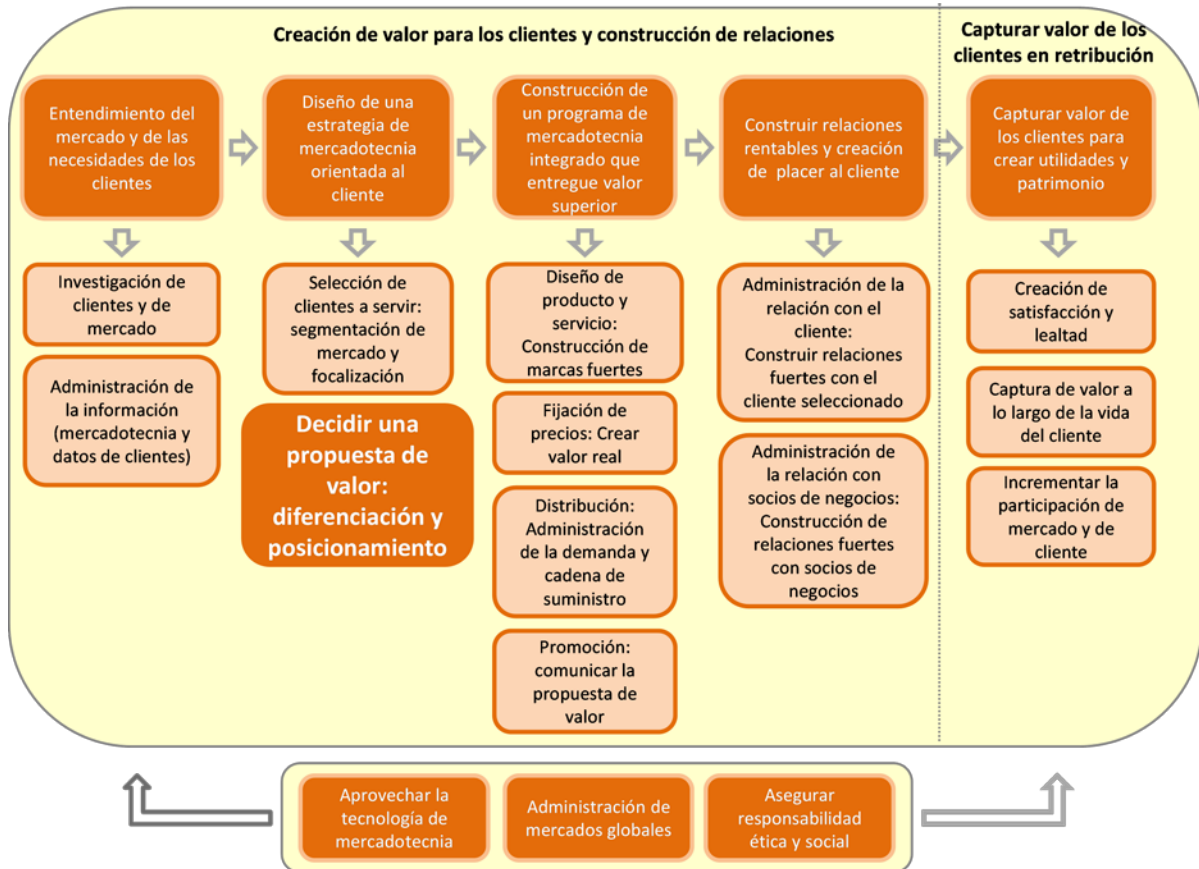 Creación de valor para los clientes y construcción de relaciones
Capturar valor de los
clientes en retribución
Entendimiento del
mercado y de las
necesidades de los
clientes
Diseño de una
estrategia de
mercadotecnia
orientada al
cliente
Construcción de
un programa de
mercadotecnia
integrado que
entregue valor
superior
Construir relaciones
rentables y creación
de placer al cliente
Capturar valor de
los clientes para
crear utilidades y
patrimonio
Investigación de
clientes y de
mercado
Administración de
la información
(mercadotecnia y
datos de clientes)
Selección de
clientes a servir:
segmentación de
mercado y
focalización
Decidir una
propuesta de
valor:
diferenciación y
posicionamiento
Diseño de
producto y
servicio:
Construcción de
marcas fuertes
Fijación de
precios: Crear
valor real
Distribución:
Administración
de la demanda y
cadena de
suministro
Promoción:
comunicar la
propuesta de
valor
Administración de la
relación con el
cliente:
Construir relaciones
fuertes con el
cliente seleccionado
Administración de
la relación con
socios de negocios:
Construcción de
relaciones fuertes
con socios de
negocios
Creación de
satisfacción y
lealtad
Captura de valor a
lo largo de la vida
del cliente
Incrementar la
participación de
mercado y de
cliente
Aprovechar la
tecnología de
mercadotecnia
Administración de
mercados globales
Asegurar
responsabilidad
ética y social